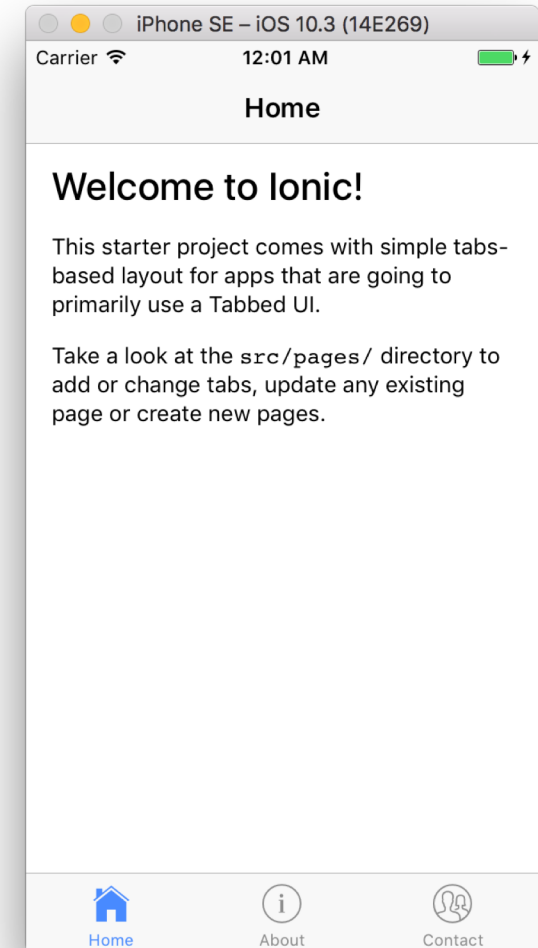 iPhone SE – iOS 10.3 (14E269)
Carrier 12:01 AM
Home
Welcome to Ionic!
This starter project comes with simple tabs-
based layout for apps that are going to
primarily use a Tabbed UI.
Take a look at the src/pages/ directory to
add or change tabs, update any existing
page or create new pages.
Home About Contact